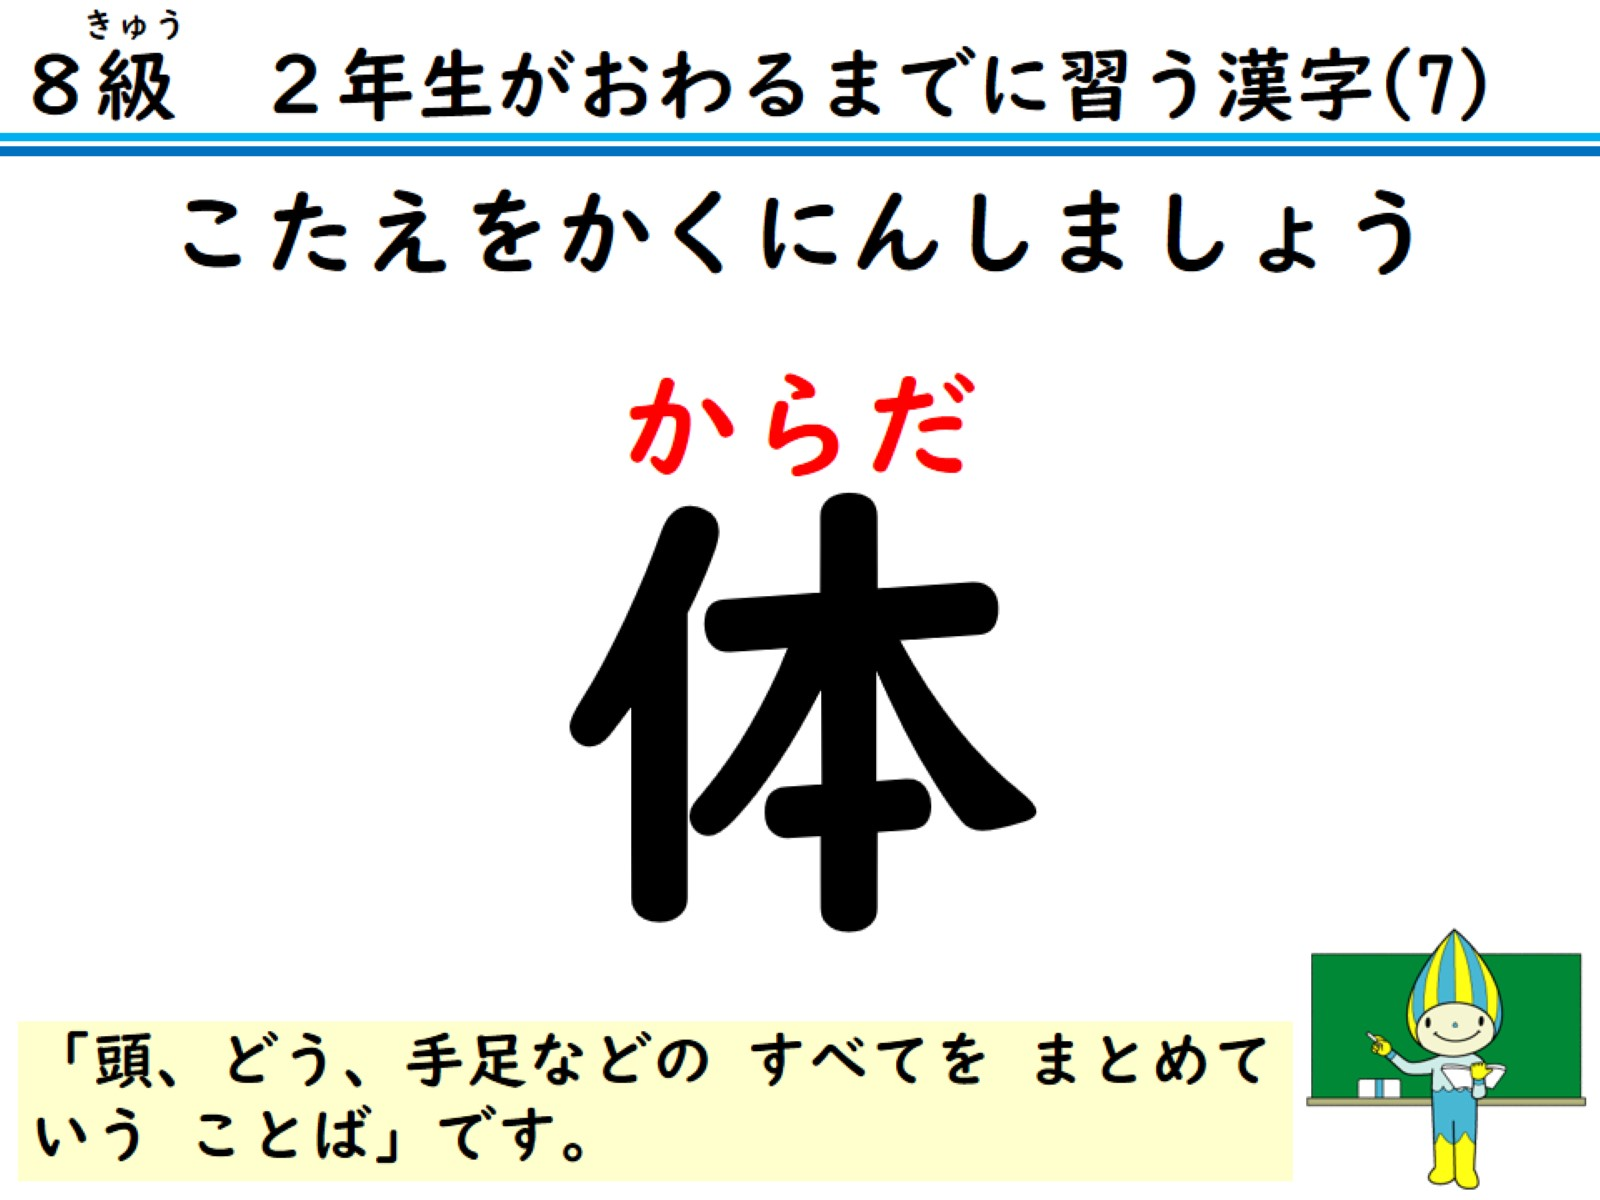 きゅう
８級　２年生がおわるまでに習う漢字(7)
こたえをかくにんしましょう
からだ
体
「頭、どう、手足などの すべてを まとめて
いう ことば」です。